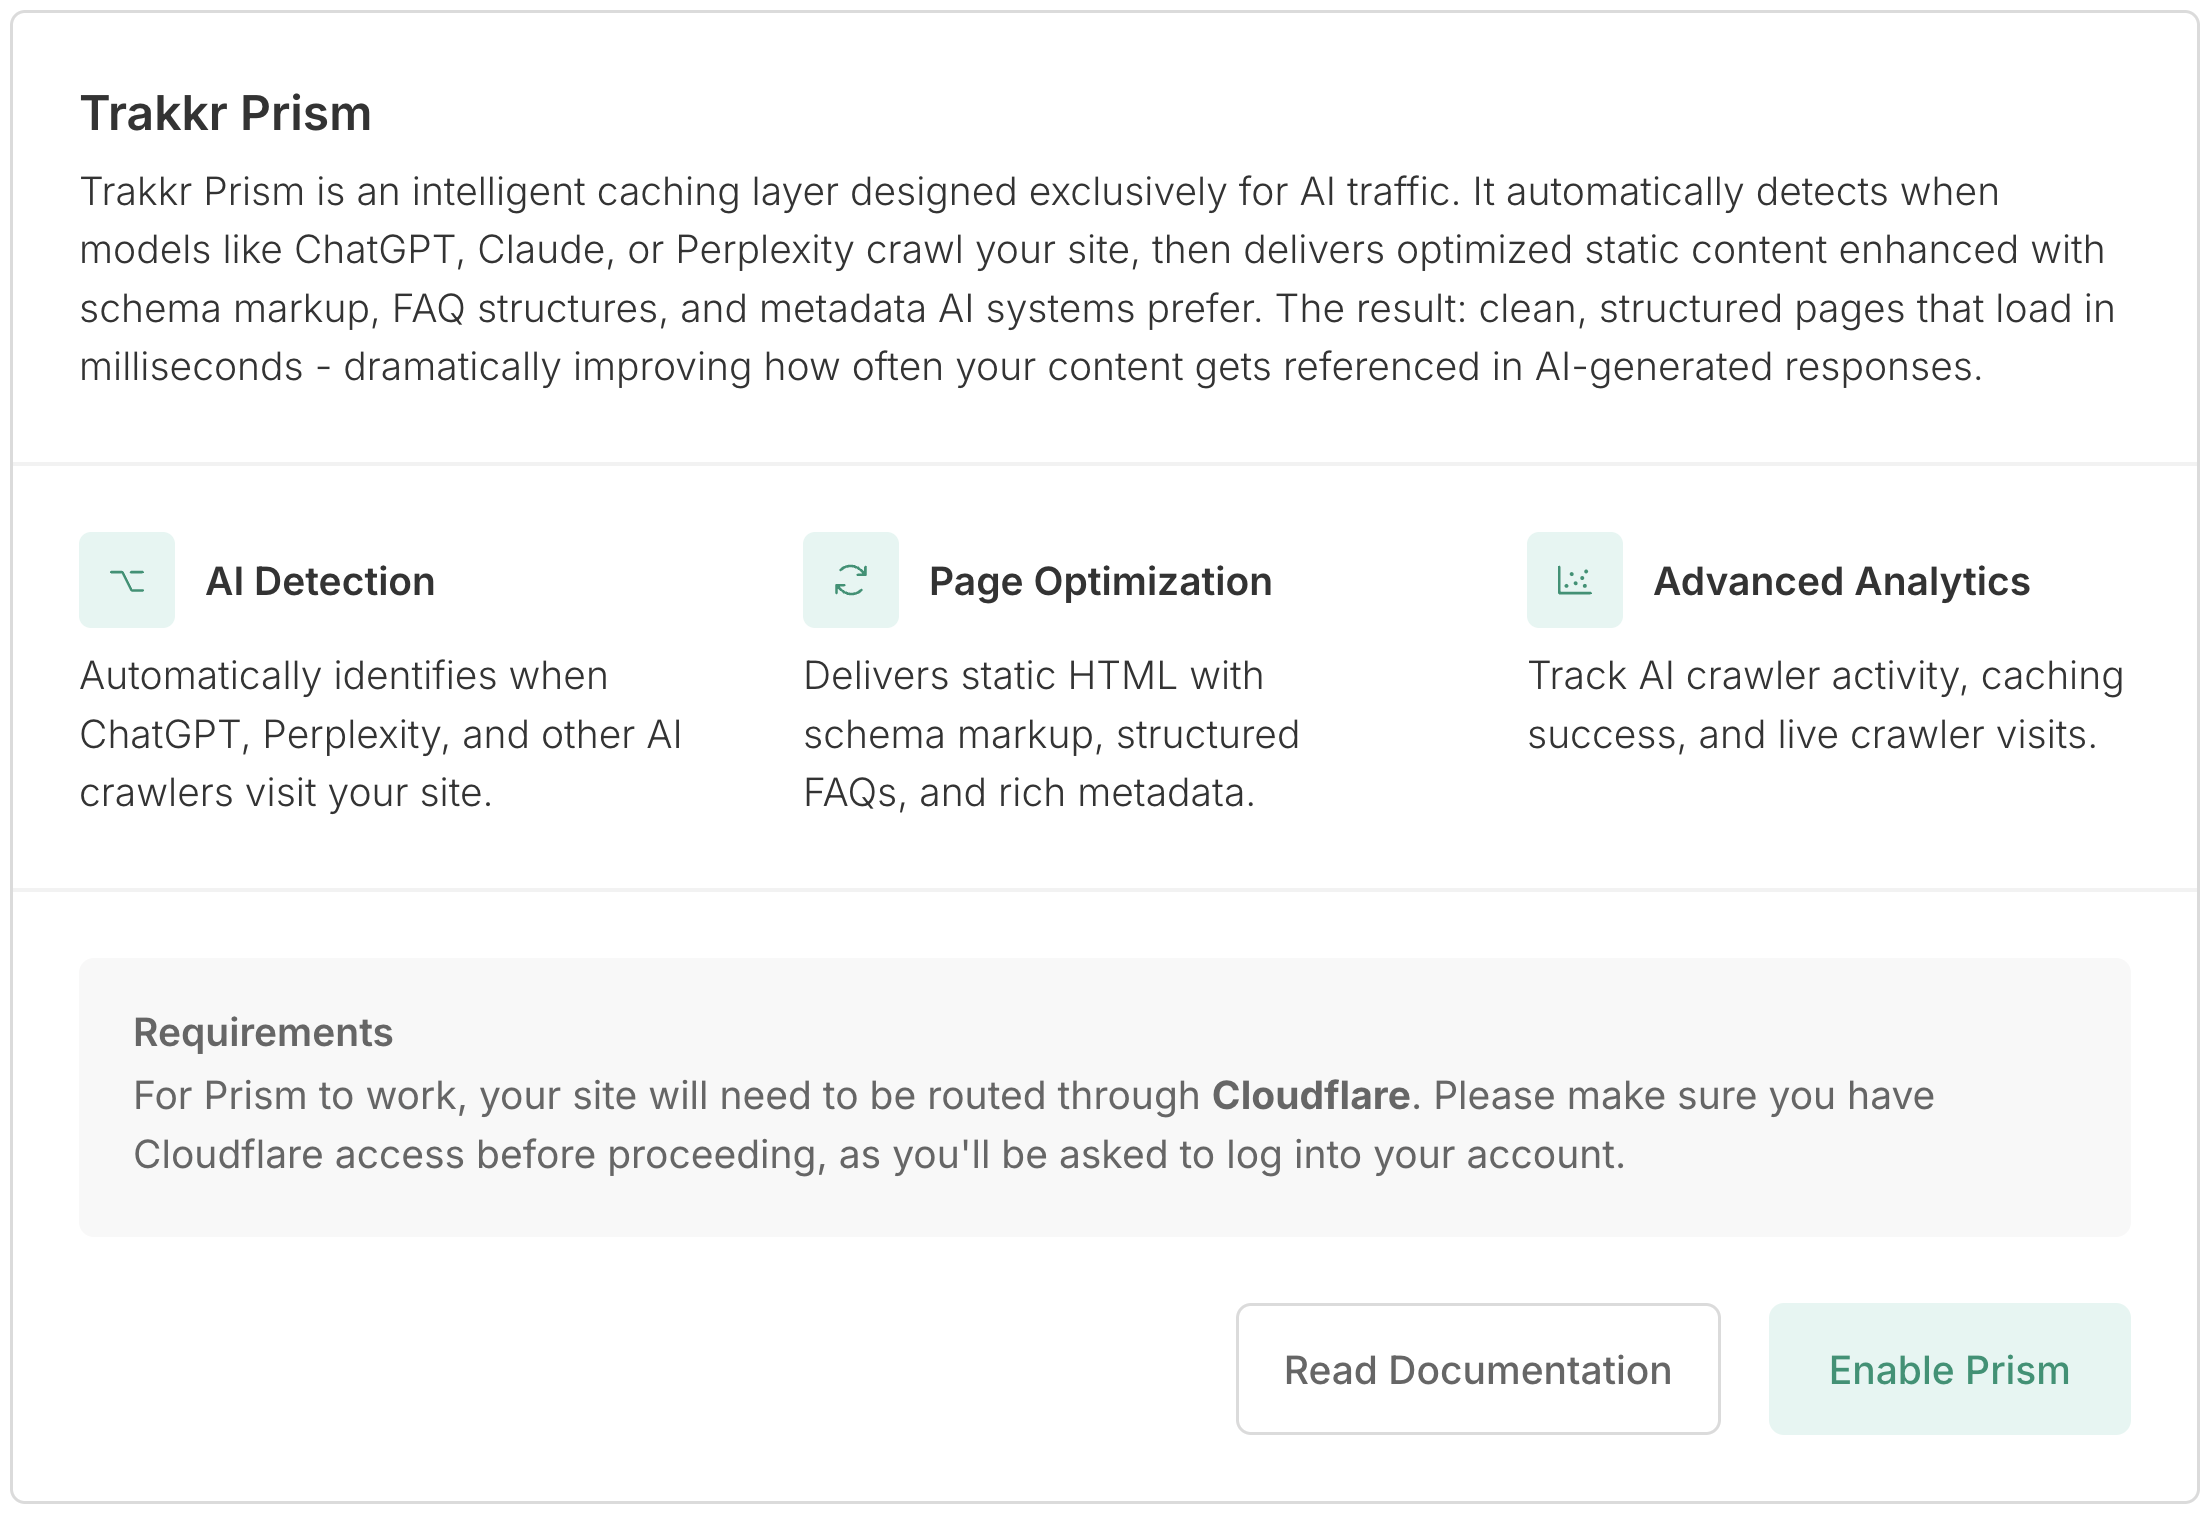 Trakkr Prism
Trakkr Prism is an intelligent caching layer designed exclusively for AI traffic. It automatically detects when
models like ChatGPT, Claude, or Perplexity crawl your site, then delivers optimized static content enhanced with
schema markup, FAQ structures, and metadata AI systems prefer. The result: clean, structured pages that load in
milliseconds - dramatically improving how often your content gets referenced in AI-generated responses.
AI Detection
Automatically identifies when
ChatGPT, Perplexity, and other AI
crawlers visit your site.
Page Optimization
Delivers static HTML with
schema markup, structured
FAQs, and rich metadata.
Advanced Analytics
Track AI crawler activity, caching
success, and live crawler visits.
Requirements
For Prism to work, your site will need to be routed through Cloudflare. Please make sure you have
Cloudflare access before proceeding, as you'll be asked to log into your account.
Read Documentation
Enable Prism